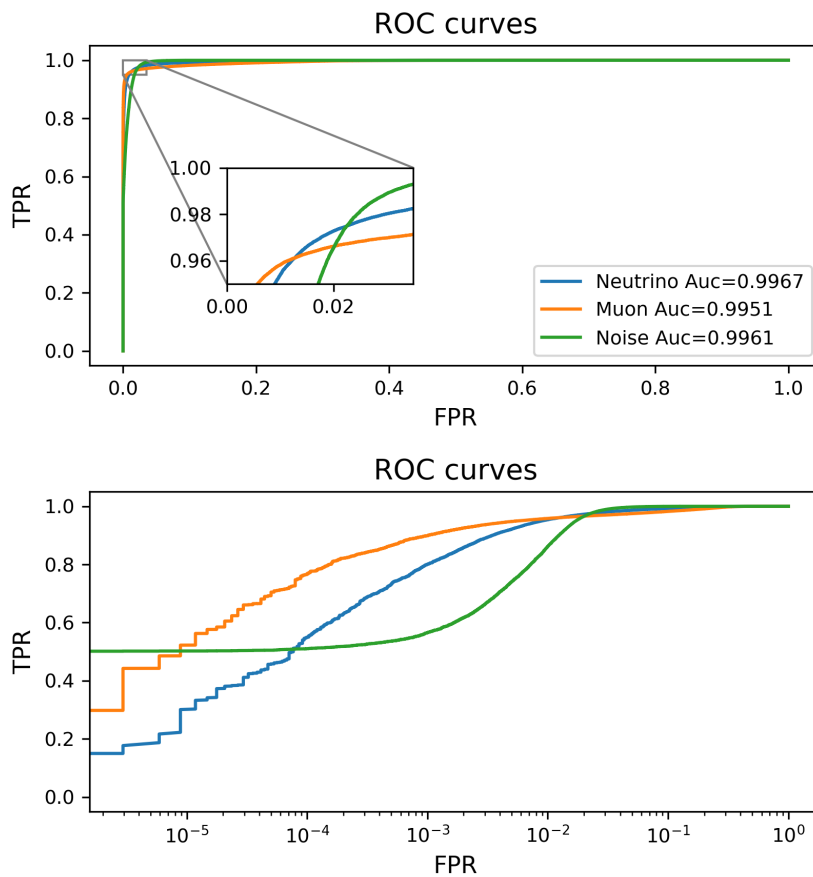 ROC curves
1.0
0.8
0.6
0.4
0.2
0.0
TPR
1.00
0.98
0.96
0.00 0.02
Neutrino Auc=0.9967
Muon Auc=0.9951
Noise Auc=0.9961
0.0 0.2 0.4 0.6 0.8 1.0
FPR
ROC curves
1.0
0.8
0.6
0.4
0.2
0.0
TPR
10⁻⁵ 10⁻⁴ 10⁻³ 10⁻² 10⁻¹ 10⁰
FPR